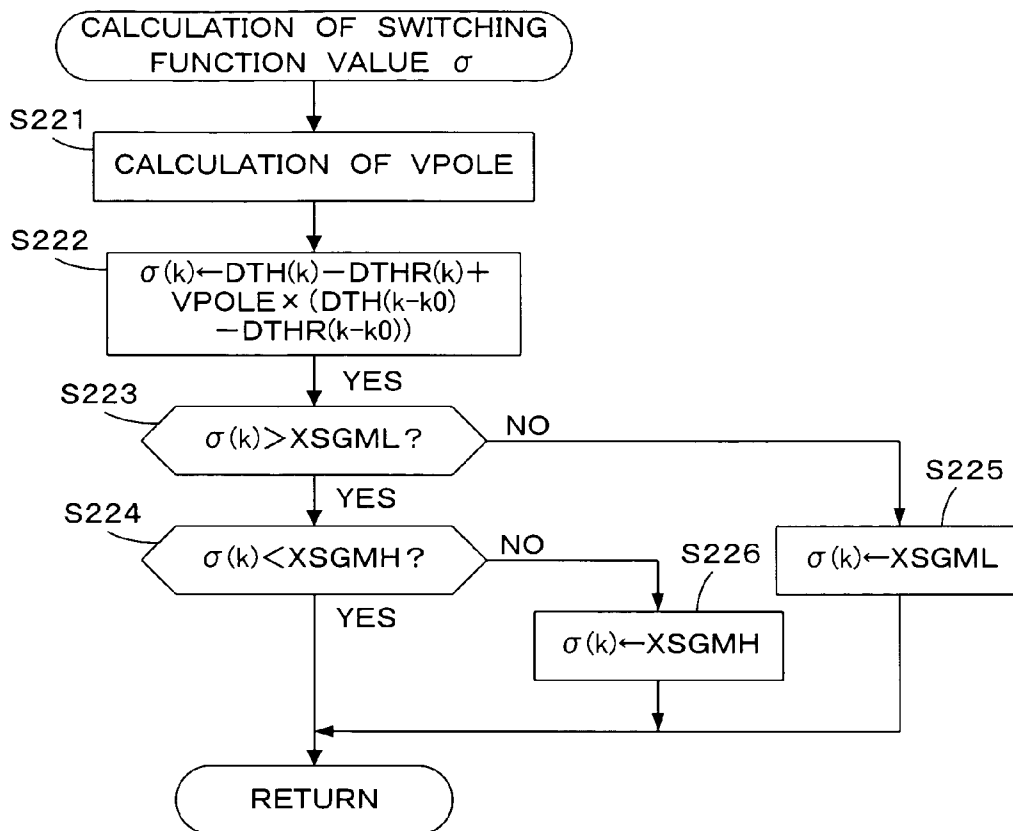 CALCULATION OF SWITCHING
FUNCTION VALUE σ
S221
CALCULATION OF VPOLE
S222
σ(k)←DTH(k)−DTHR(k)+
VPOLE×(DTH(k-k0)
−DTHR(k-k0))
YES
S223
σ(k)>XSGML?
NO
YES
S224
σ(k)<XSGMH?
NO
YES
S225
σ(k)←XSGML
S226
σ(k)←XSGMH
RETURN